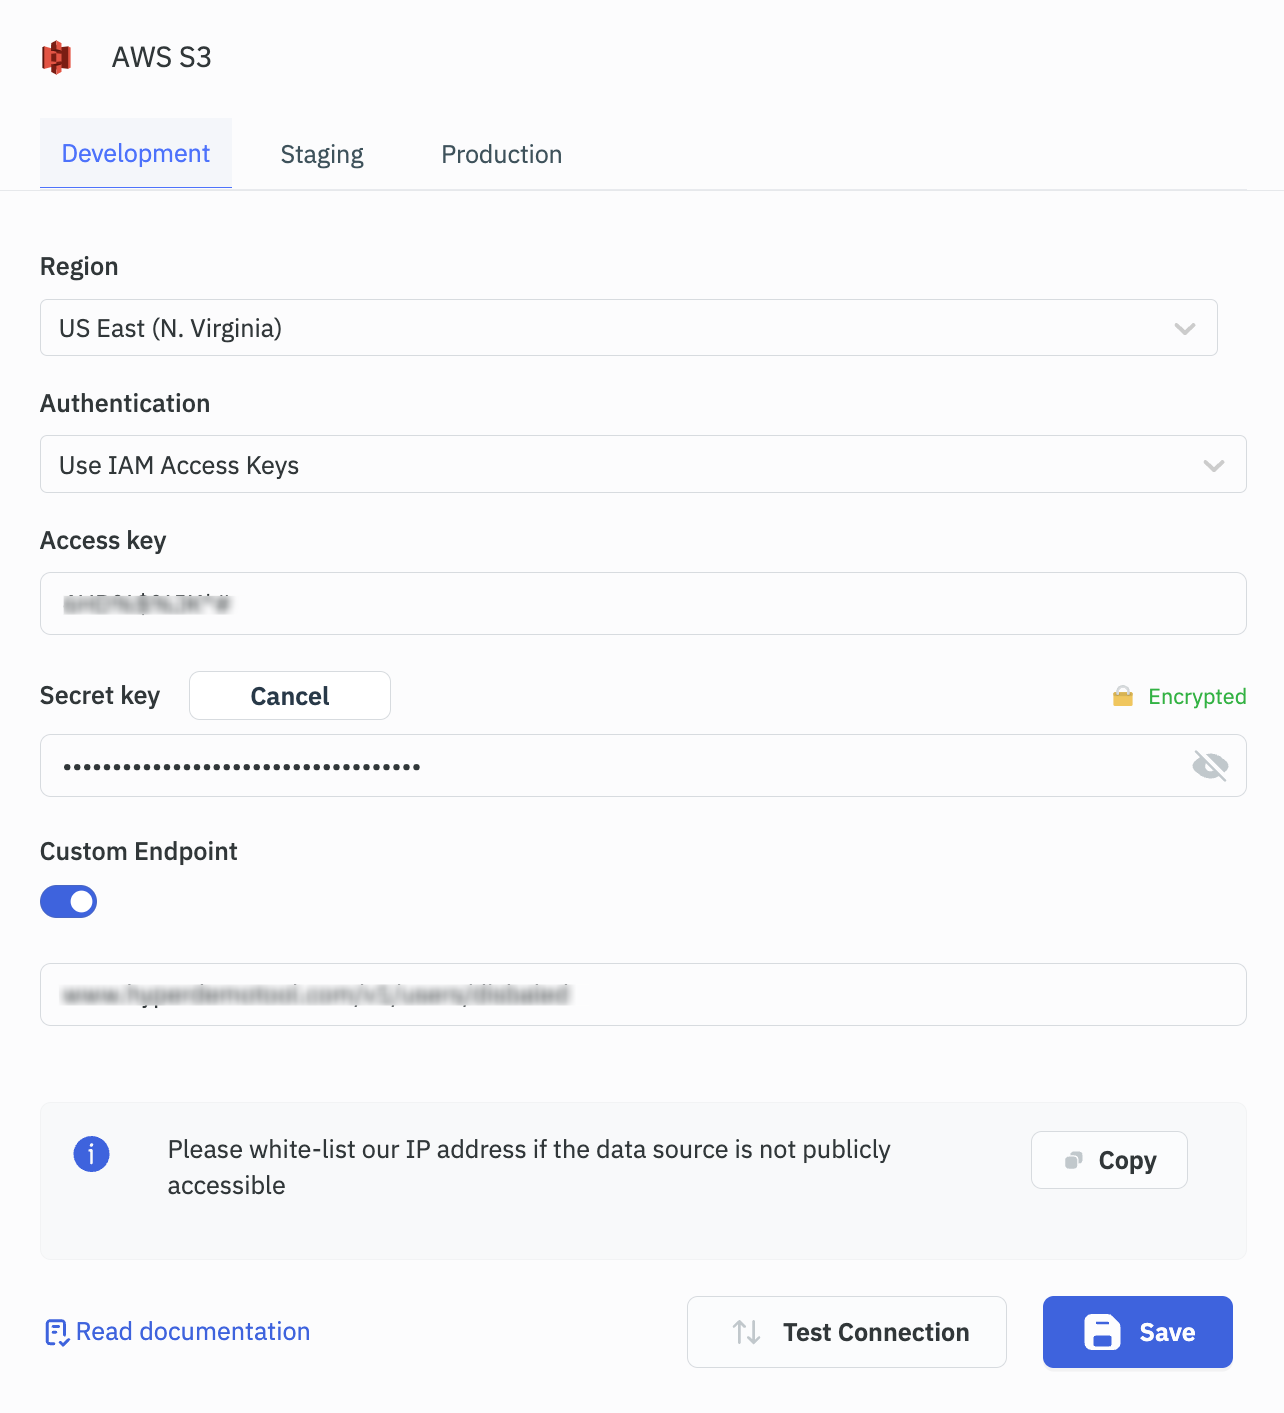 AWS S3
Development Staging Production
Region
US East (N. Virginia)
Authentication
Use IAM Access Keys
Access key
Secret key Cancel Encrypted
••••••••••••••••••••••••••••••••••••
Custom Endpoint
Please white-list our IP address if the data source is not publicly
accessible
Copy
Read documentation Test Connection Save